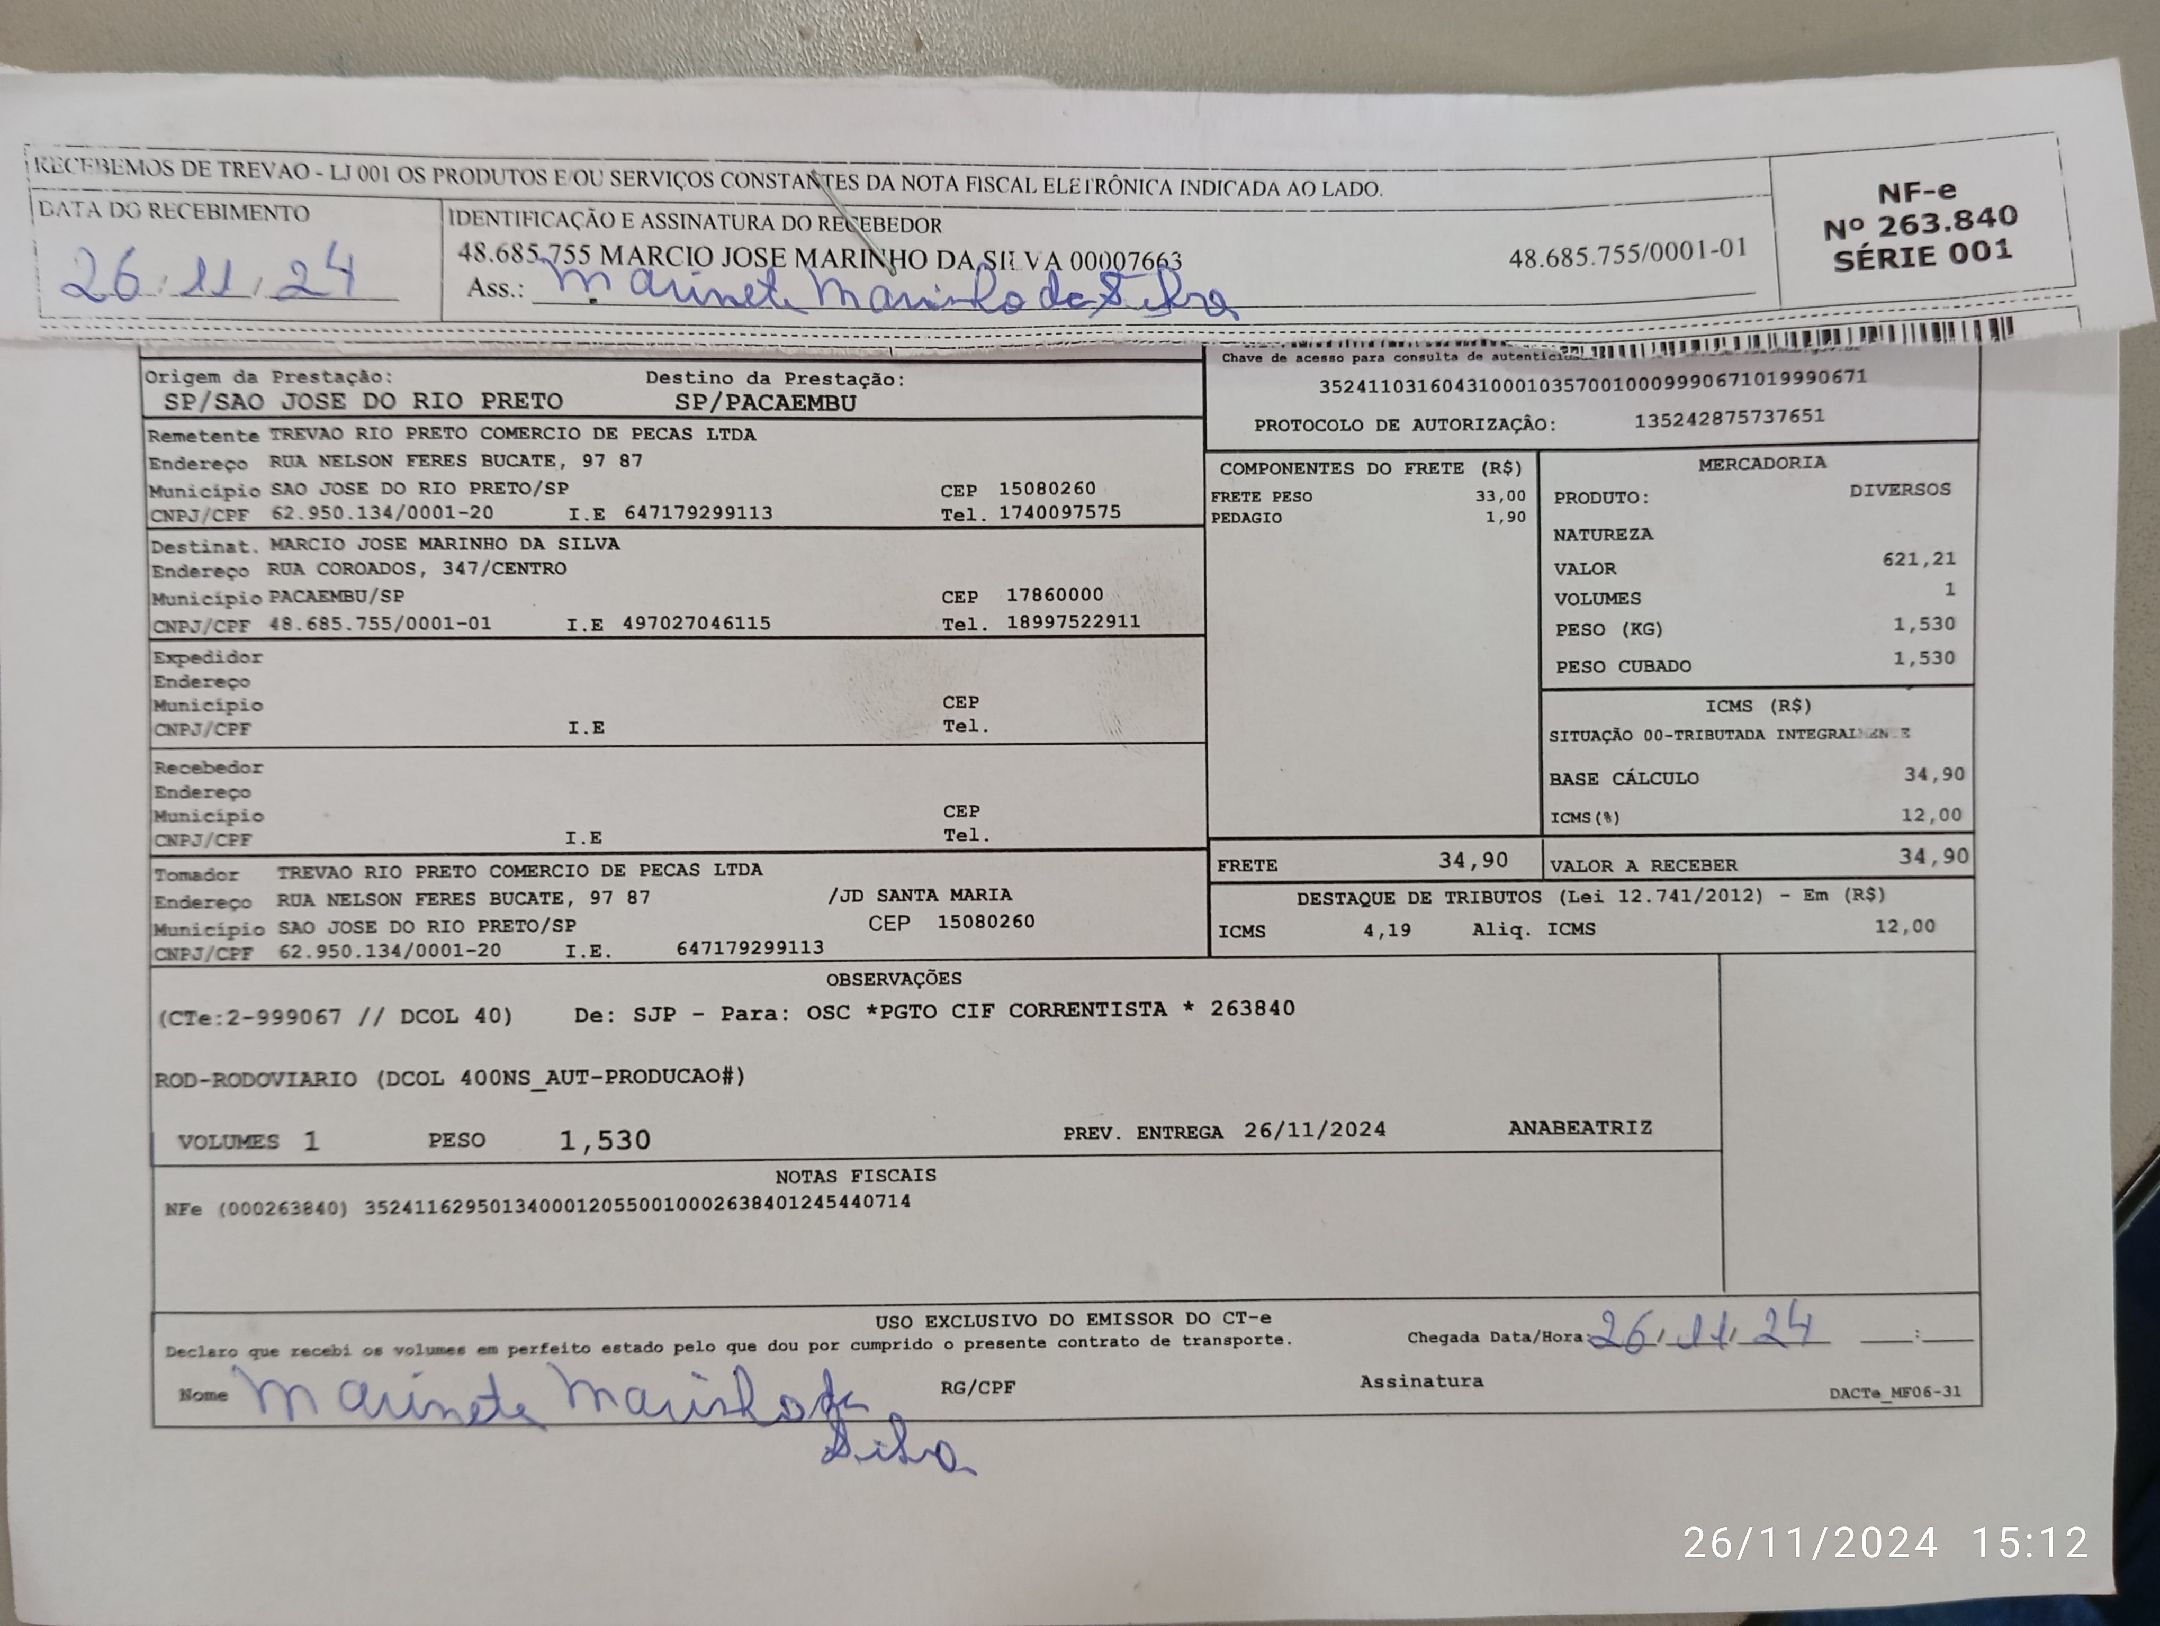 RECEBEMOS DE TREVAO - LJ 001 OS PRODUTOS E/OU SERVIÇOS CONSTANTES DA NOTA FISCAL ELETRÔNICA INDICADA AO LADO.
NF-e
Nº 263.840
SÉRIE 001
DATA DO RECEBIMENTO
26/11/24
IDENTIFICAÇÃO E ASSINATURA DO RECEBEDOR
48.685.755 MARCIO JOSE MARINHO DA SILVA 00007663 48.685.755/0001-01
Ass.: Marinete Marinho da Silva
Chave de acesso para consulta de
35241103160431000103570010009990671019990671
PROTOCOLO DE AUTORIZAÇÃO: 135242875737651
Origem da Prestação: Destino da Prestação:
SP/SAO JOSE DO RIO PRETO SP/PACAEMBU
Remetente TREVAO RIO PRETO COMERCIO DE PECAS LTDA
Endereço RUA NELSON FERES BUCATE, 97 87
Município SAO JOSE DO RIO PRETO/SP CEP 15080260
CNPJ/CPF 62.950.134/0001-20 I.E 647179299113 Tel. 1740097575
Destinat. MARCIO JOSE MARINHO DA SILVA
Endereço RUA COROADOS, 347/CENTRO
Município PACAEMBU/SP CEP 17860000
CNPJ/CPF 48.685.755/0001-01 I.E 497027046115 Tel. 18997522911
Expedidor
Endereço
Município CEP
CNPJ/CPF I.E Tel.
Recebedor
Endereço
Município CEP
CNPJ/CPF I.E Tel.
Tomador TREVAO RIO PRETO COMERCIO DE PECAS LTDA
Endereço RUA NELSON FERES BUCATE, 97 87 /JD SANTA MARIA
Município SAO JOSE DO RIO PRETO/SP CEP 15080260
CNPJ/CPF 62.950.134/0001-20 I.E. 647179299113
COMPONENTES DO FRETE (R$)
FRETE PESO 33,00
PEDAGIO 1,90
MERCADORIA
PRODUTO: DIVERSOS
NATUREZA
VALOR 621,21
VOLUMES 1
PESO (KG) 1,530
PESO CUBADO 1,530
ICMS (R$)
SITUAÇÃO 00-TRIBUTADA INTEGRALMENTE
BASE CÁLCULO 34,90
ICMS(%) 12,00
FRETE 34,90 VALOR A RECEBER 34,90
DESTAQUE DE TRIBUTOS (Lei 12.741/2012) - Em (R$)
ICMS 4,19 Aliq. ICMS 12,00
OBSERVAÇÕES
(CTe:2-999067 // DCOL 40) De: SJP - Para: OSC *PGTO CIF CORRENTISTA * 263840
ROD-RODOVIARIO (DCOL 400NS_AUT-PRODUCAO#)
VOLUMES 1 PESO 1,530 PREV. ENTREGA 26/11/2024 ANABEATRIZ
NOTAS FISCAIS
NFe (000263840) 35241162950134000120550010002638401245440714
USO EXCLUSIVO DO EMISSOR DO CT-e
Declaro que recebi os volumes em perfeito estado pelo que dou por cumprido o presente contrato de transporte. Chegada Data/Hora: 26/11/24 ____:____
Nome Marinete Marinho da RG/CPF Assinatura DACTe_MF06-31
Silva
26/11/2024 15:12